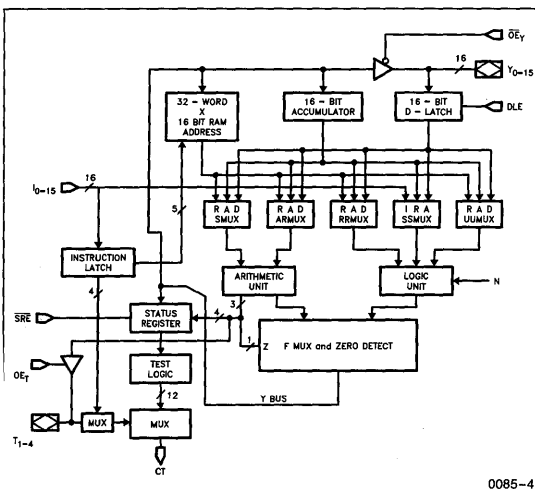 OEY
16
Y0-15
32 - WORD
X
16 BIT RAM
ADDRESS
16 - BIT
ACCUMULATOR
16 - BIT
D - LATCH
DLE
I0-15
16
5
R A D
SMUX
R A D
ARMUX
R A D
RRMUX
I R A
SSMUX
R A D
UUMUX
INSTRUCTION
LATCH
ARITHMETIC
UNIT
LOGIC
UNIT
N
4
3
SRE
STATUS
REGISTER
4
1
Z
F MUX and ZERO DETECT
OET
TEST
LOGIC
12
Y BUS
T1-4
MUX
MUX
CT
0085-4